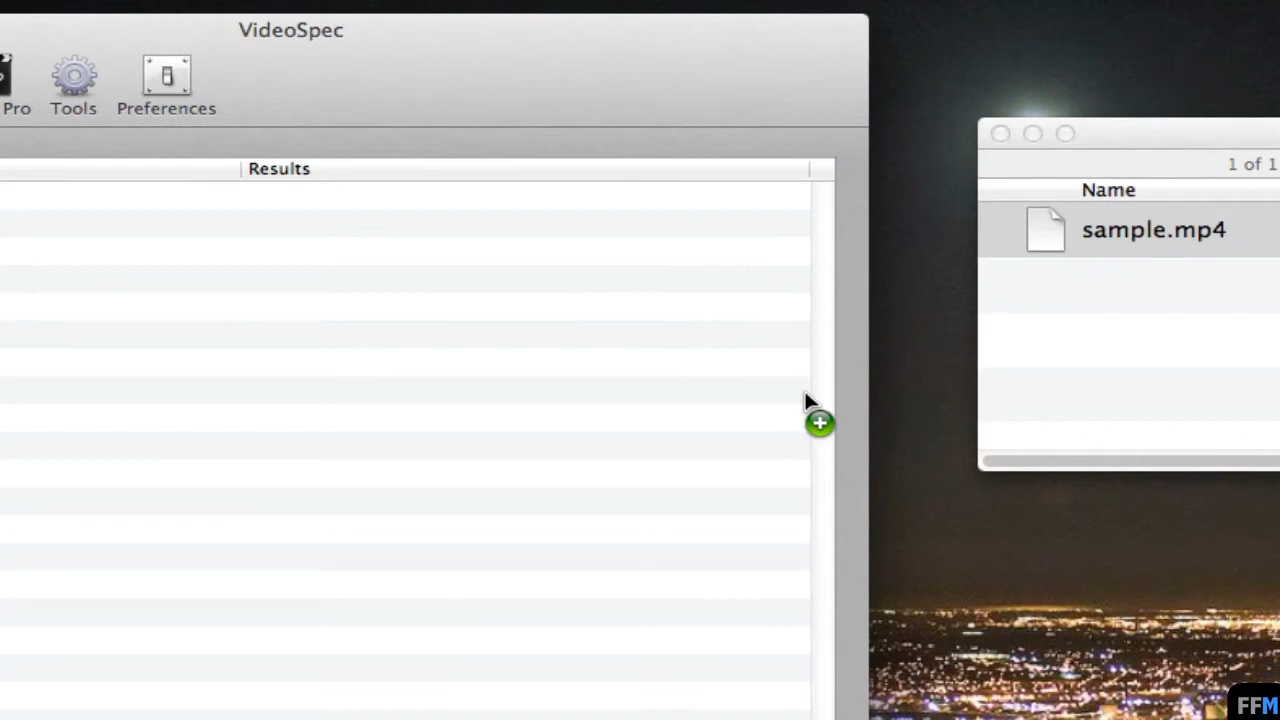 VideoSpec
Pro
Tools
Preferences
Results
1 of 1
Name
sample.mp4
FFM